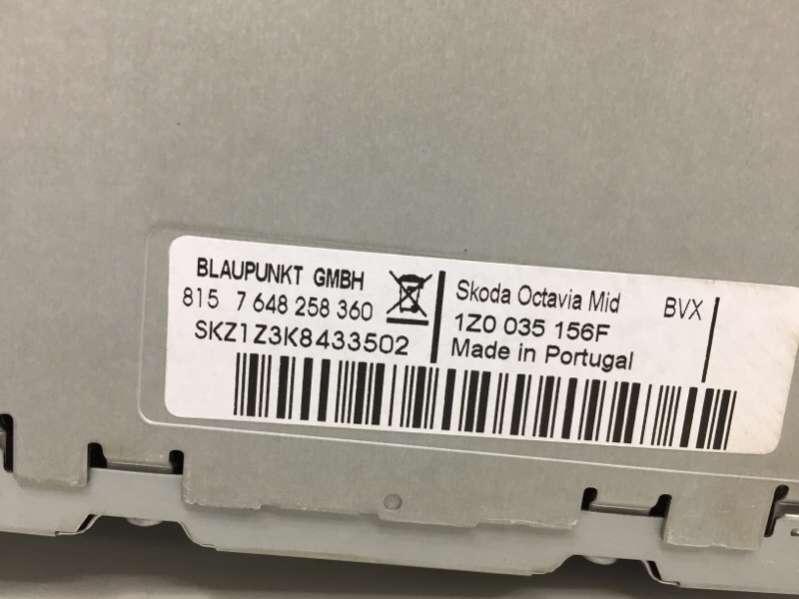 BLAUPUNKT GMBH
815 7 648 258 360
SKZ1Z3K8433502
Skoda Octavia Mid BVX
1Z0 035 156F
Made in Portugal